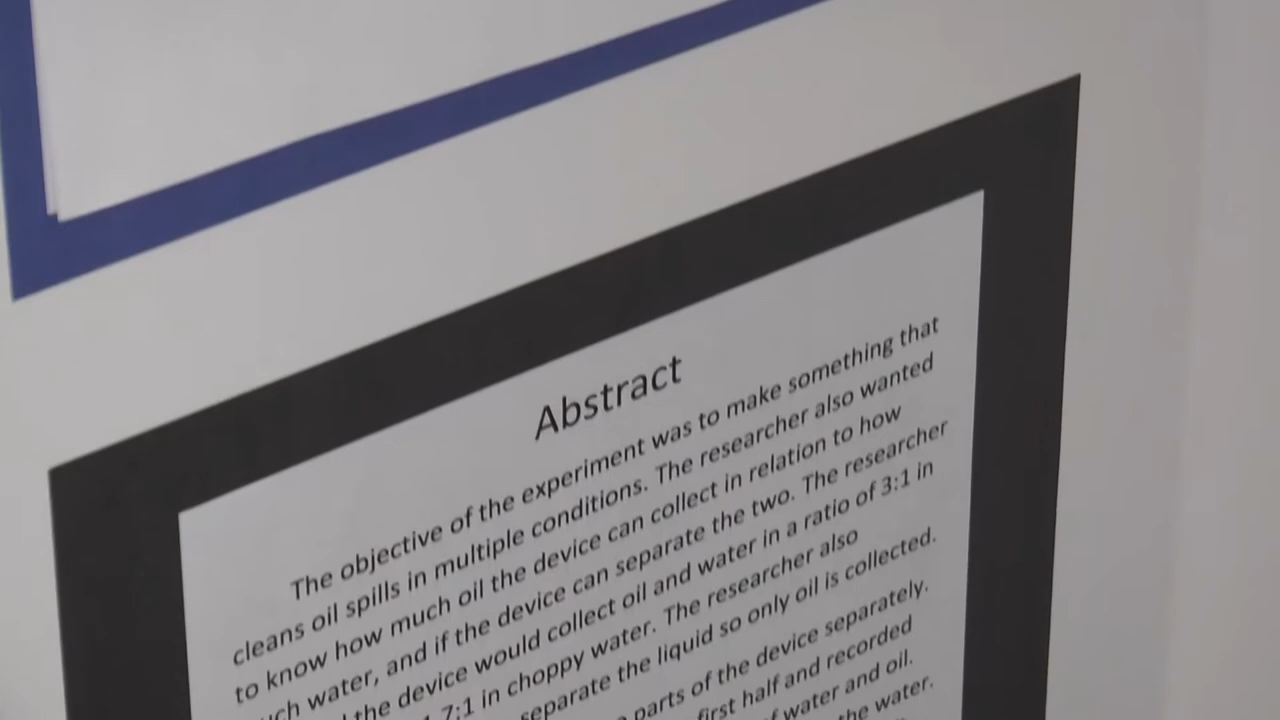 Abstract
The objective of the experiment was to make something that
cleans oil spills in multiple conditions. The researcher also wanted
to know how much oil the device can collect in relation to how
water, and if the device can separate the two. The researcher
the device would collect oil and water in a ratio of 3:1 in
7:1 in choppy water. The researcher also
separate the liquid so only oil is collected.
parts of the device separately.
first half and recorded
water and oil.
the water.